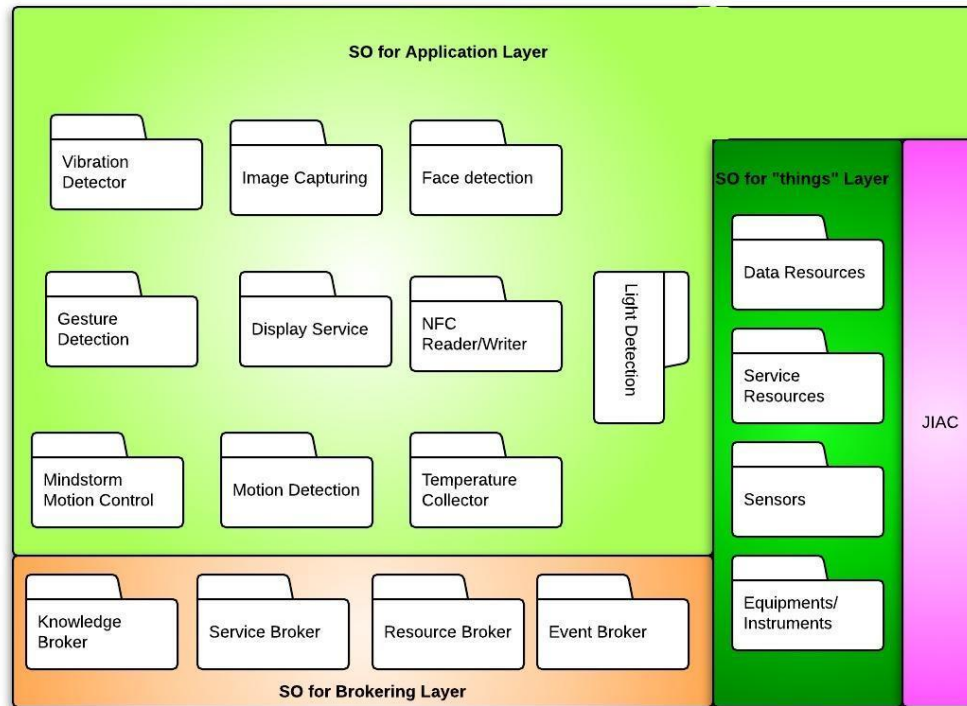 SO for Application Layer
Vibration
Detector
Image Capturing
Face detection
Gesture
Detection
Display Service
NFC
Reader/Writer
Light Detection
Mindstorm
Motion Control
Motion Detection
Temperature
Collector
SO for "things" Layer
Data Resources
Service
Resources
Sensors
Equipments/
Instruments
JIAC
Knowledge
Broker
Service Broker
Resource Broker
Event Broker
SO for Brokering Layer